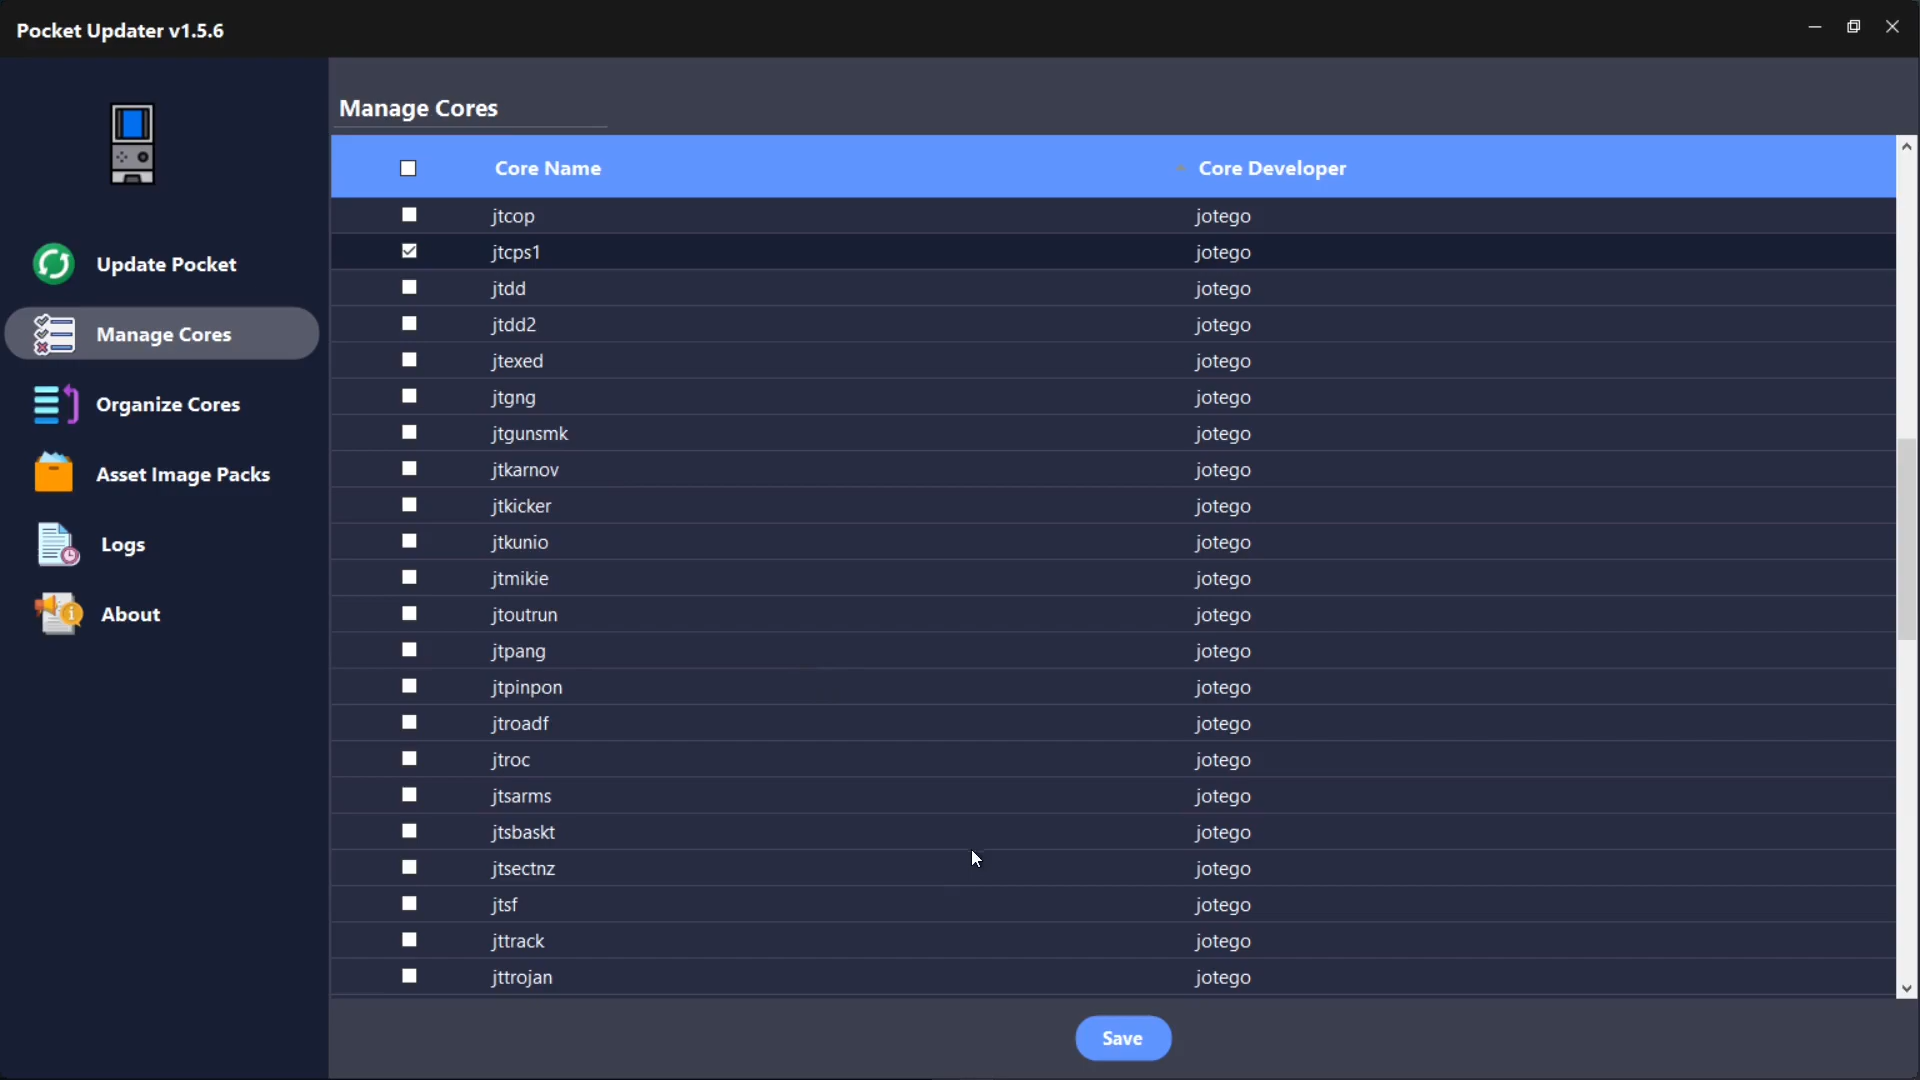 Pocket Updater v1.5.6
Update Pocket
Manage Cores
Organize Cores
Asset Image Packs
Logs
About
Manage Cores
Core Name Core Developer
jtcop jotego
jtcps1 jotego
jtdd jotego
jtdd2 jotego
jtexed jotego
jtgng jotego
jtgunsmk jotego
jtkarnov jotego
jtkicker jotego
jtkunio jotego
jtmikie jotego
jtoutrun jotego
jtpang jotego
jtpinpon jotego
jtroadf jotego
jtroc jotego
jtsarms jotego
jtsbaskt jotego
jtsectnz jotego
jtsf jotego
jttrack jotego
jttrojan jotego
Save